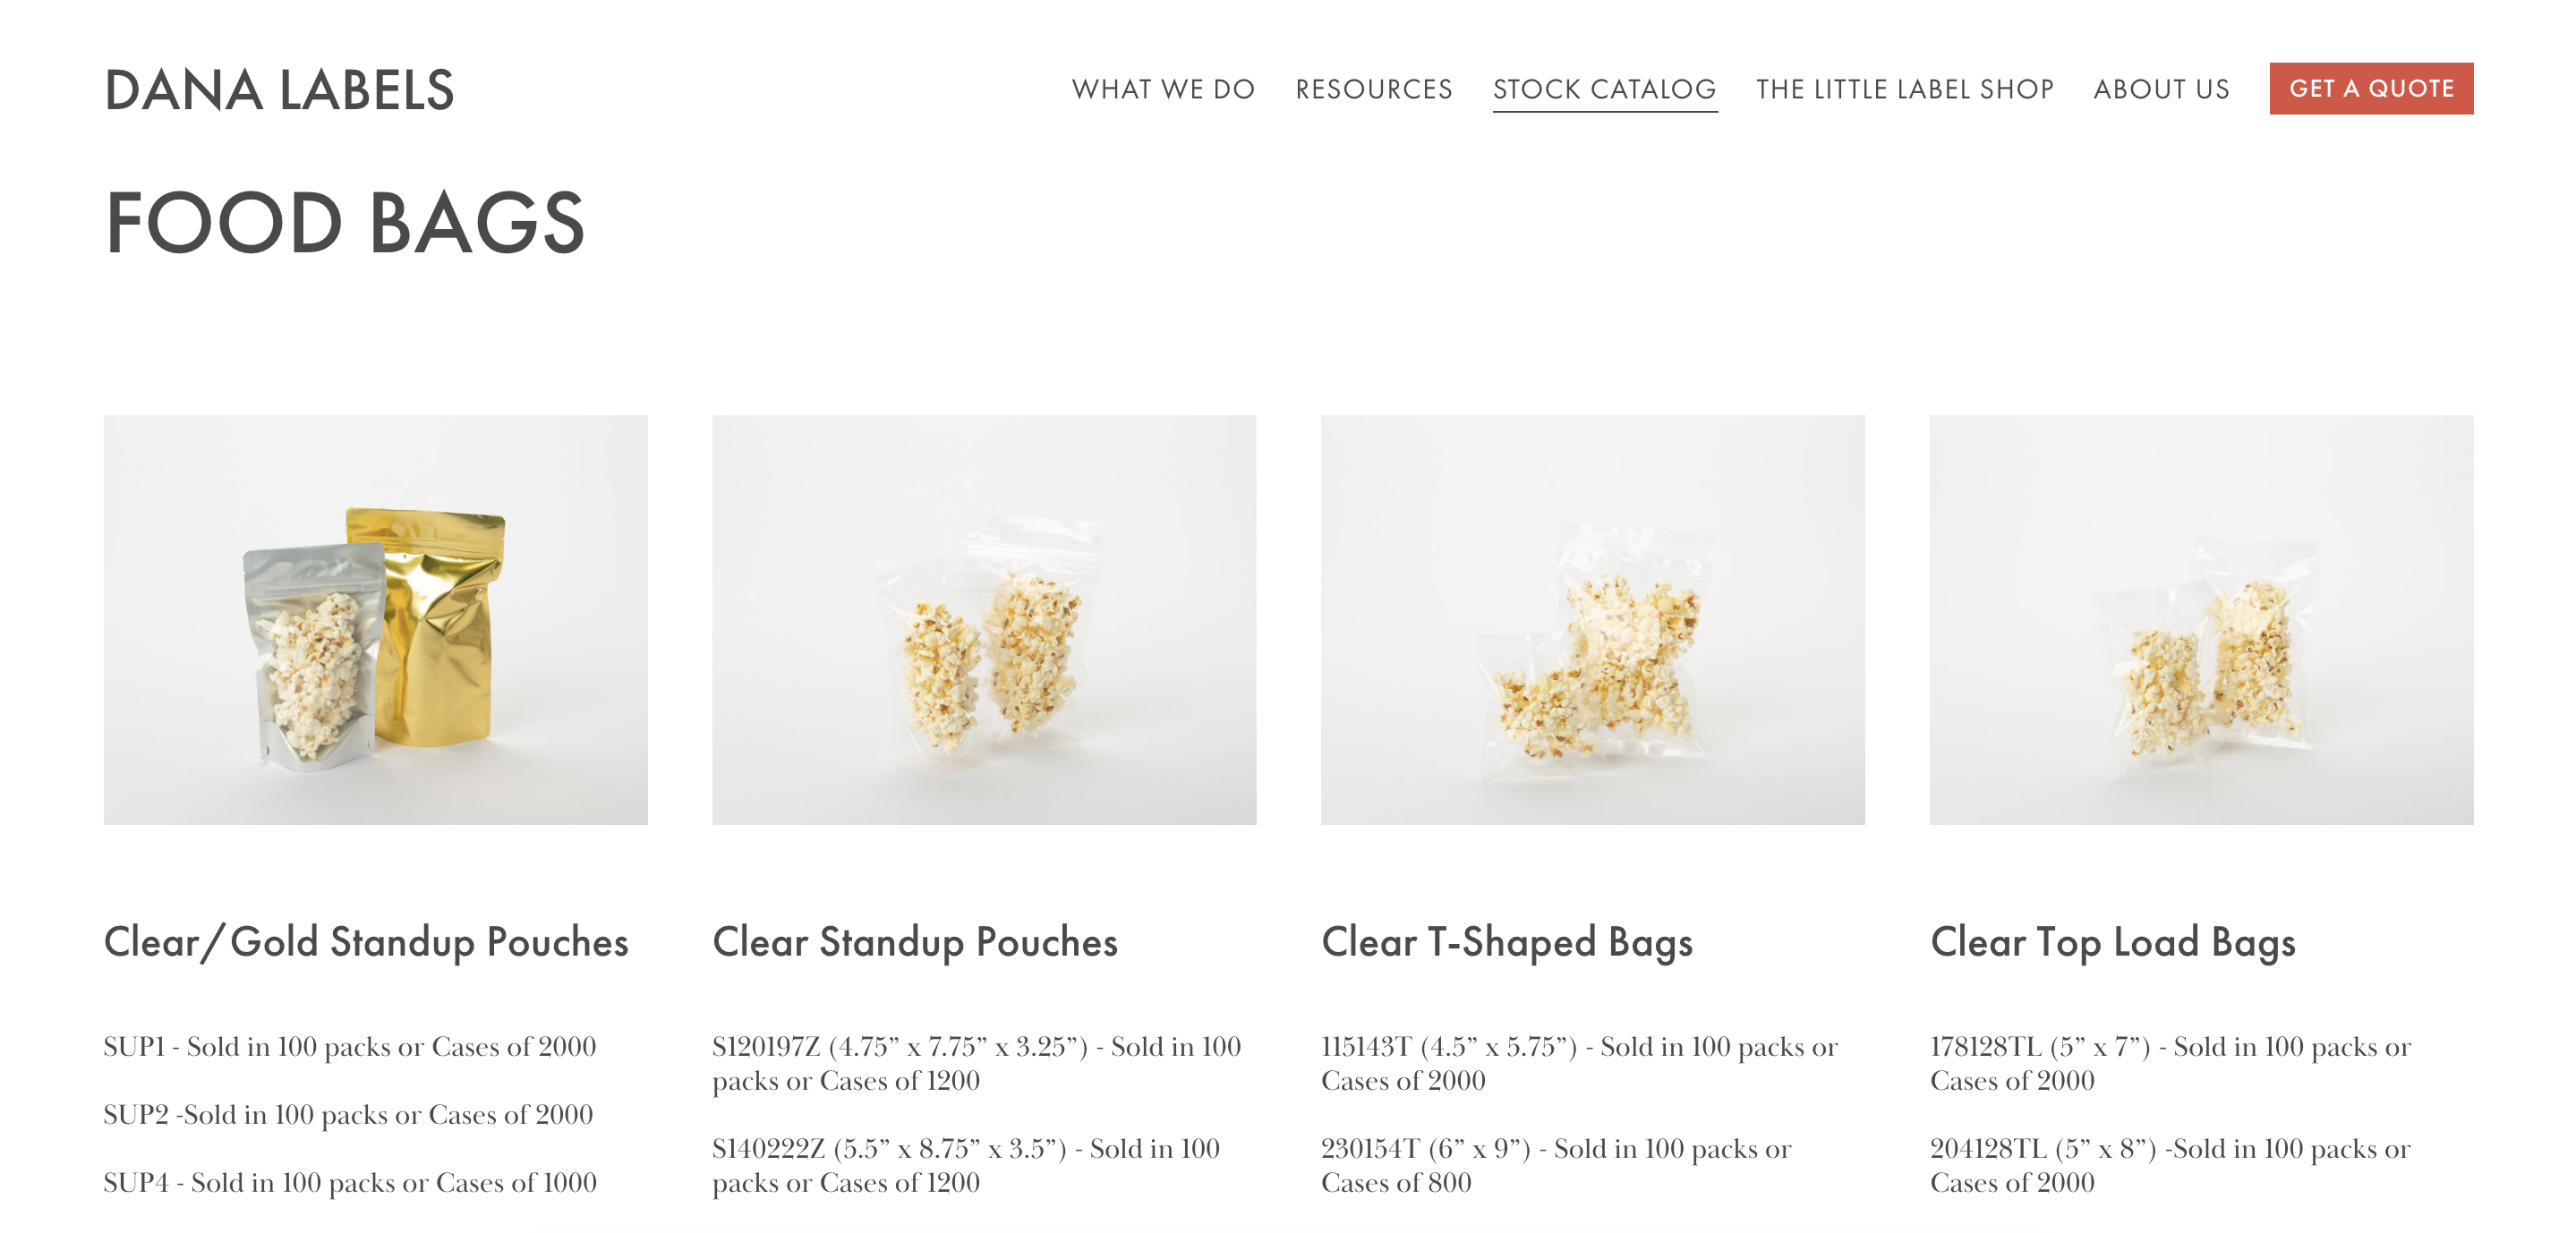 DANA LABELS
WHAT WE DO
RESOURCES
STOCK CATALOG
THE LITTLE LABEL SHOP
ABOUT US
GET A QUOTE
FOOD BAGS
Clear/Gold Standup Pouches
SUP1 - Sold in 100 packs or Cases of 2000
SUP2 -Sold in 100 packs or Cases of 2000
SUP4 - Sold in 100 packs or Cases of 1000
Clear Standup Pouches
S120197Z (4.75” x 7.75” x 3.25”) - Sold in 100
packs or Cases of 1200
S140222Z (5.5” x 8.75” x 3.5”) - Sold in 100
packs or Cases of 1200
Clear T-Shaped Bags
115143T (4.5” x 5.75”) - Sold in 100 packs or
Cases of 2000
230154T (6” x 9”) - Sold in 100 packs or
Cases of 800
Clear Top Load Bags
178128TL (5” x 7”) - Sold in 100 packs or
Cases of 2000
204128TL (5” x 8”) -Sold in 100 packs or
Cases of 2000